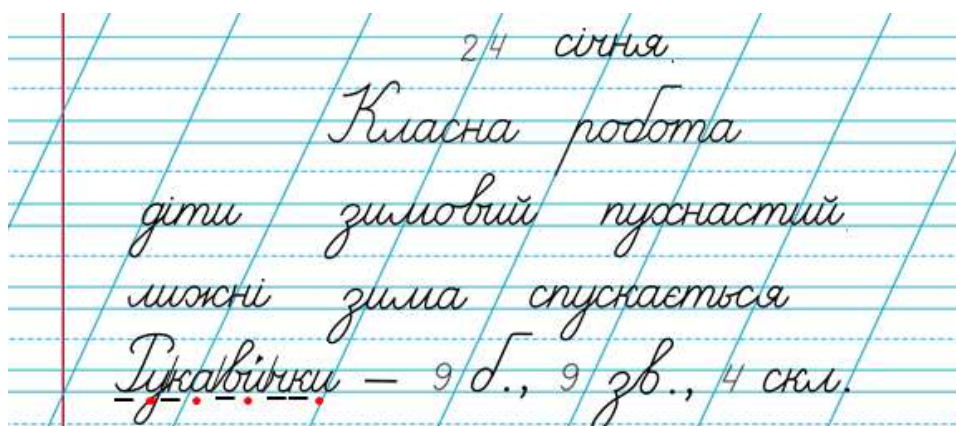 24 січня.
Класна робота
діти зимовий пухнастий.
лижні зима спускається
Рукавички – 9 б., 9 зв., 4 скл.